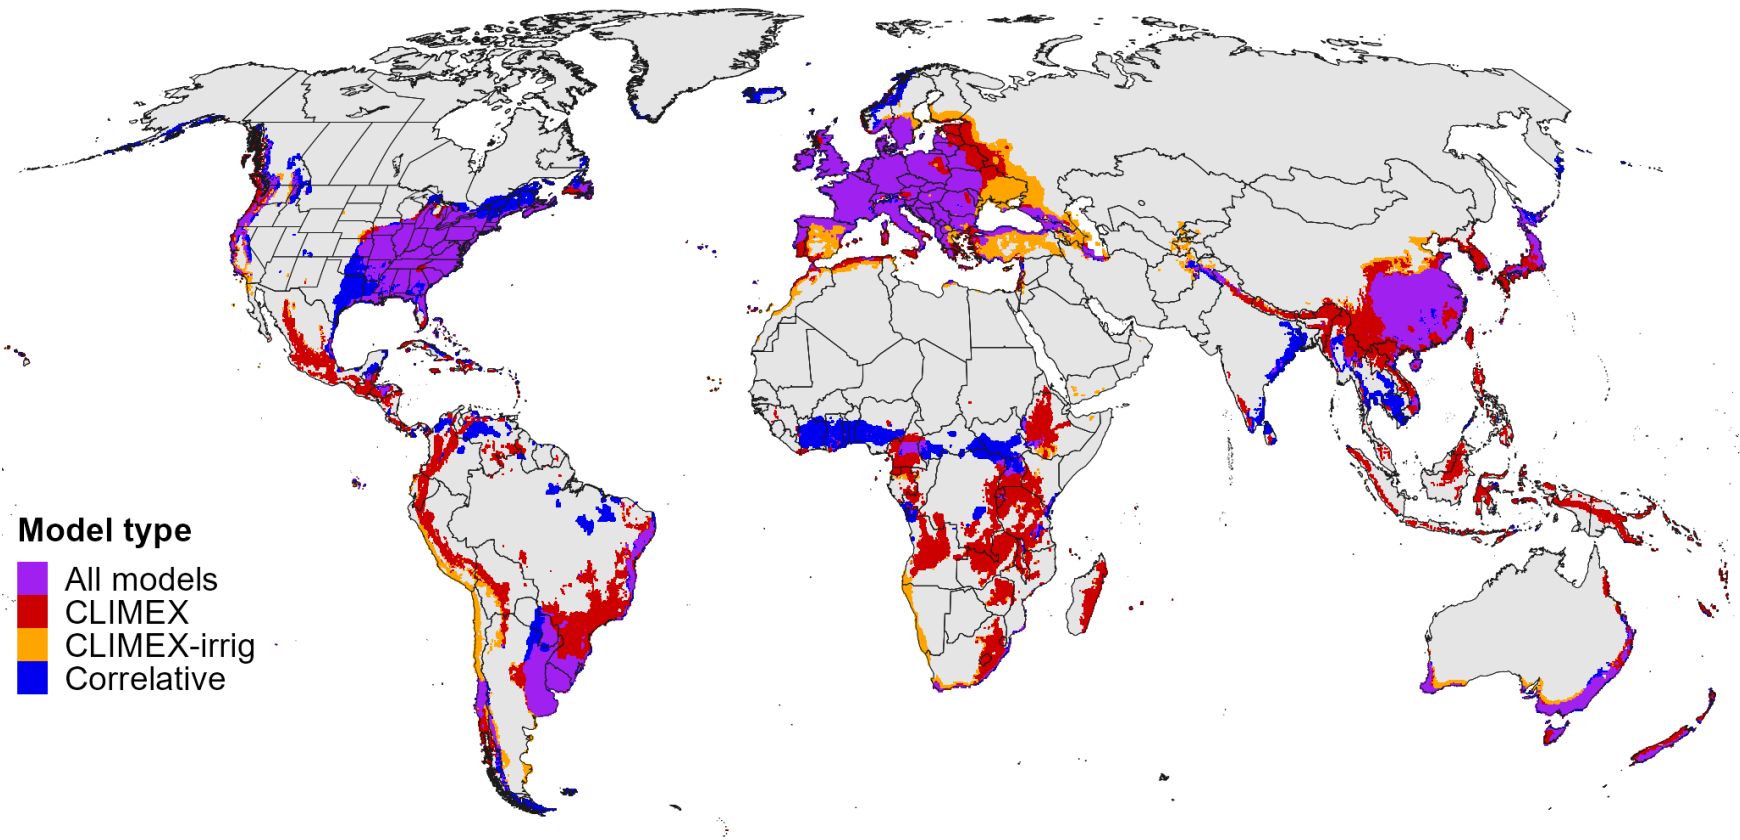 Model type
All models
CLIMEX
CLIMEX-irrig
Correlative